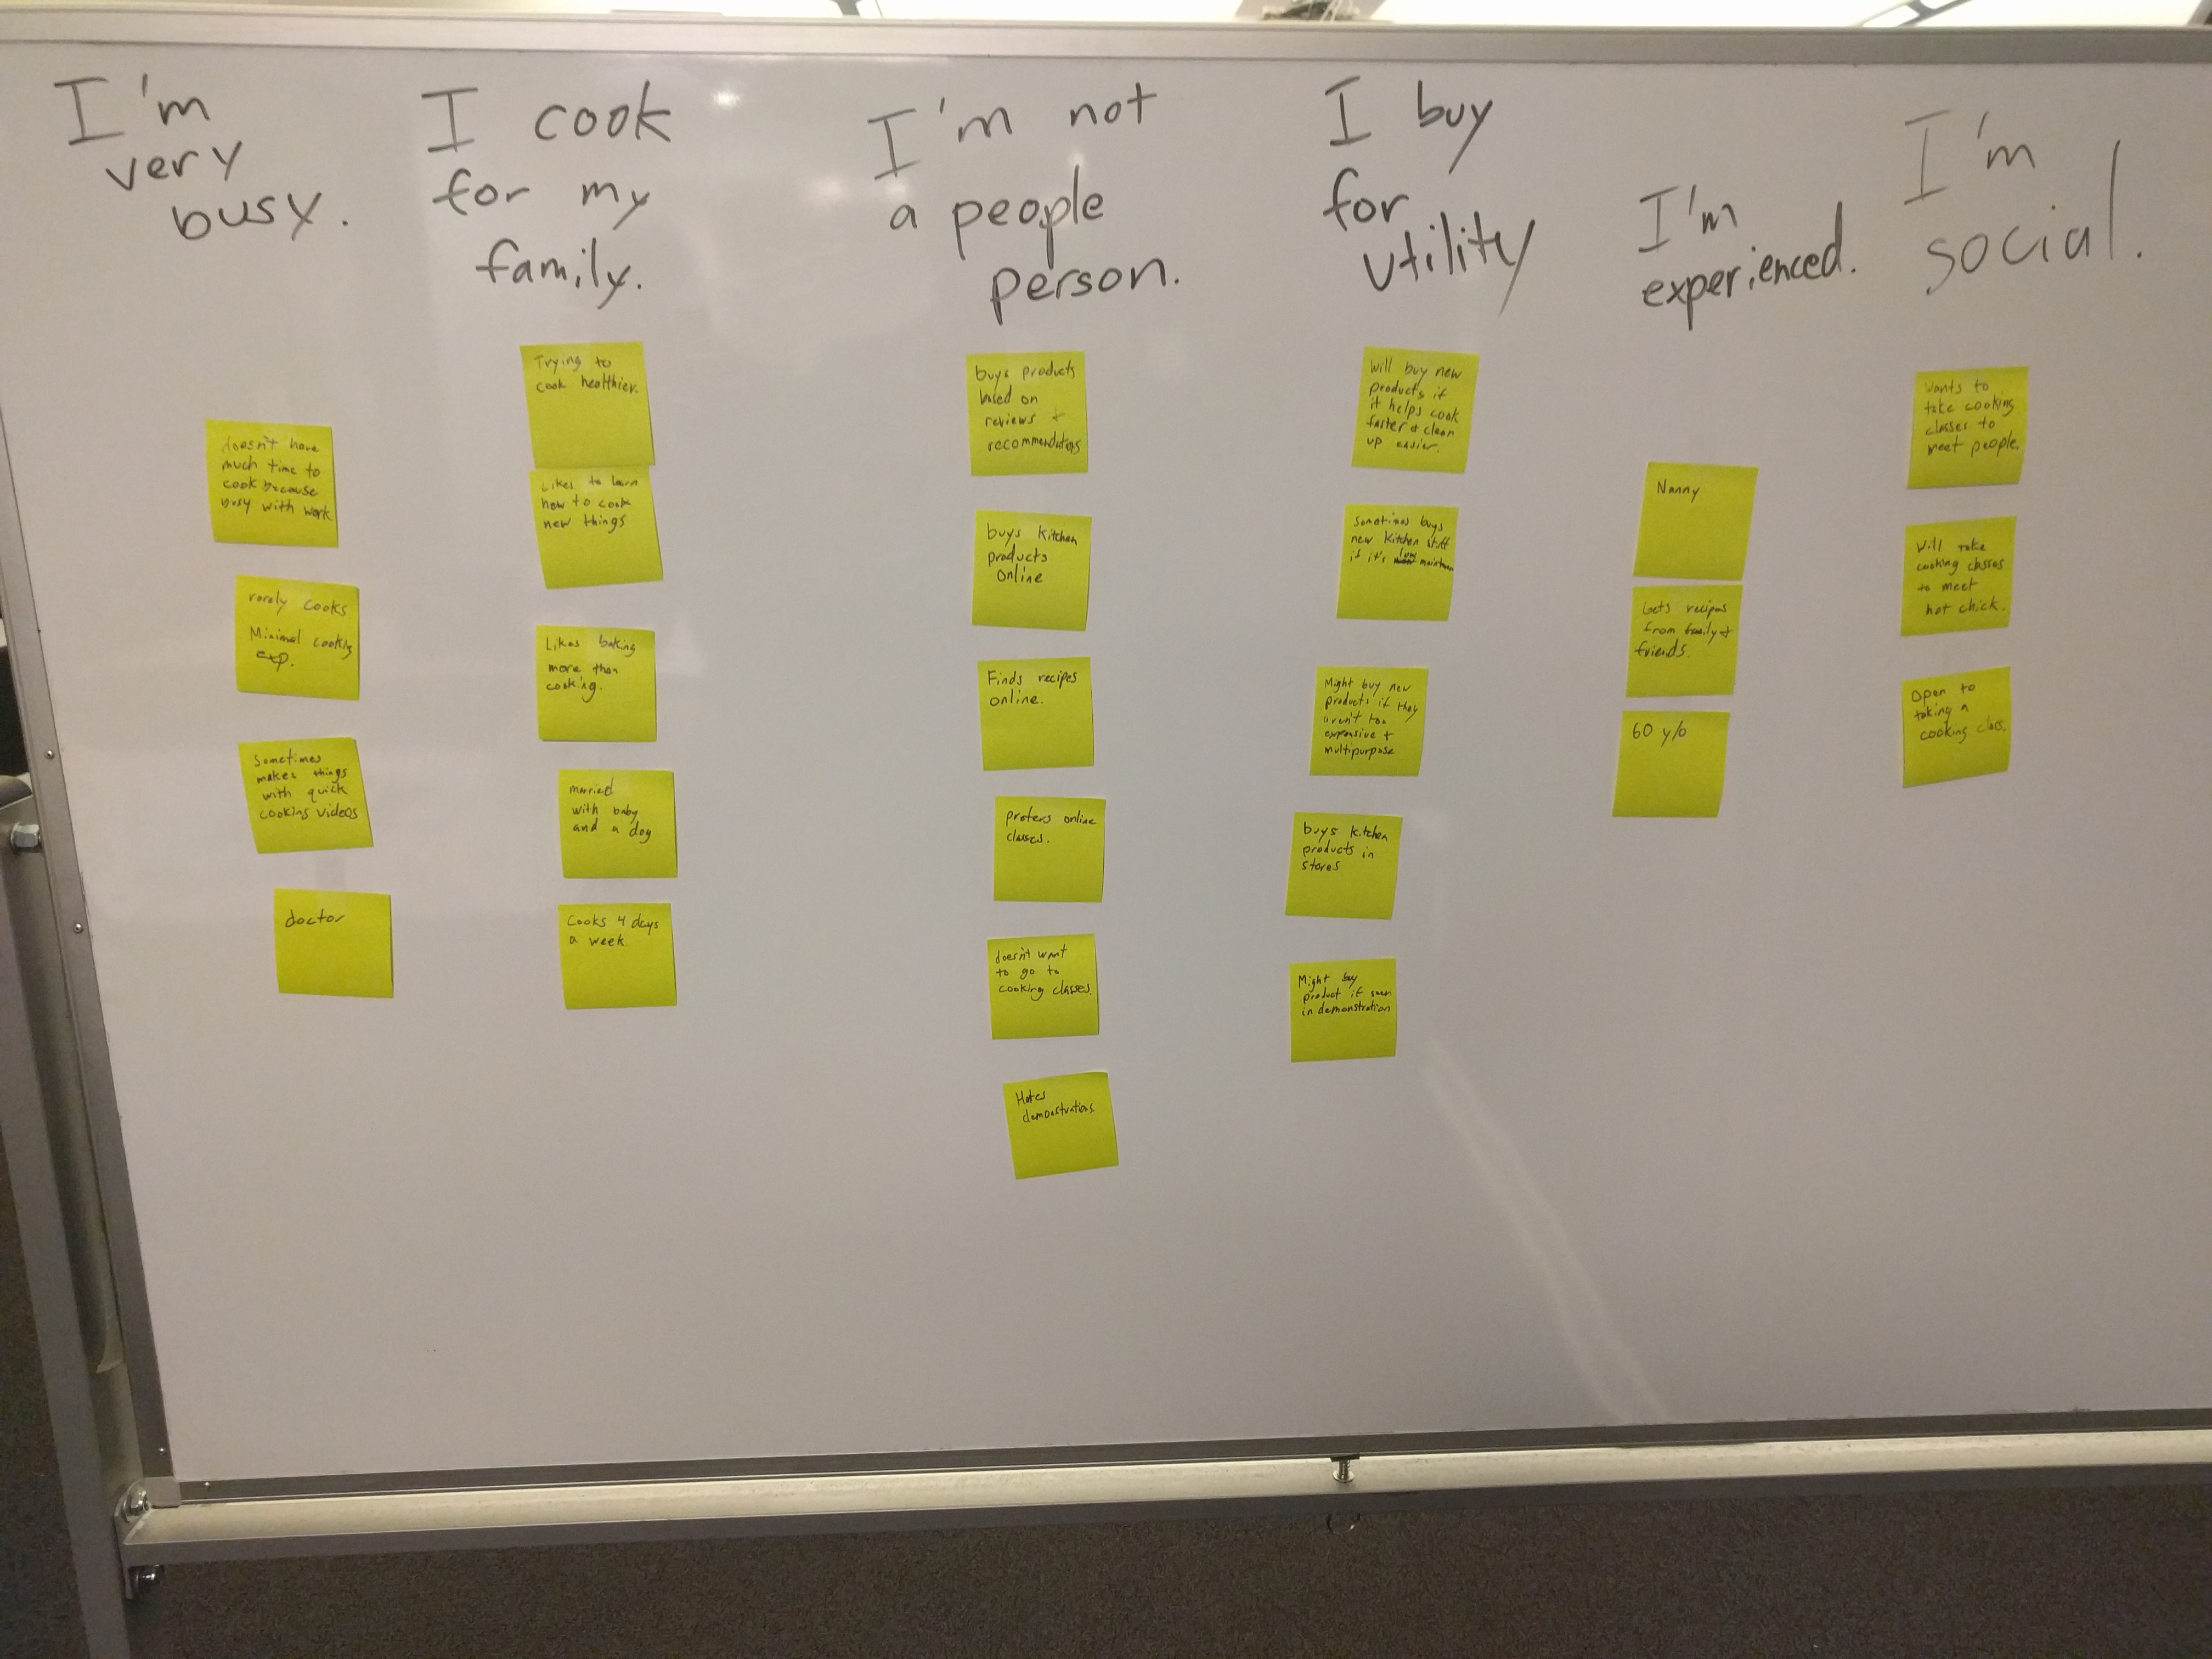 I'm
very
busy.
doesn't have
much time to
cook because
busy with work
rarely cooks.
Minimal cooking
exp.
Sometimes
makes things
with quick
cooking videos
doctor
I cook
for my
family.
Trying to
cook healthier.
Likes to learn
how to cook
new things
Likes baking
more than
cooking.
married
with baby
and a dog
Cooks 4 days
a week.
I'm not
a people
person.
buys products
based on
reviews +
recommendations
buys kitchen
products
online
Finds recipes
online.
prefers online
classes.
doesn't want
to go to
cooking classes.
Hates
demonstrations
I buy
for
utility
will buy new
products if
it helps cook
faster & clean
up easier.
Sometimes buys
new kitchen stuff
if it's low
Might buy new
products if they
aren't too
expensive +
multipurpose
buys kitchen
products in
stores
Might buy
product if seen
in demonstration
I'm
experienced.
Nanny
Gets recipes
from family +
friends.
60 y/o
I'm
social.
Wants to
take cooking
classes to
meet people.
Will take
cooking classes
to meet
hot chick.
Open to
taking a
cooking class.